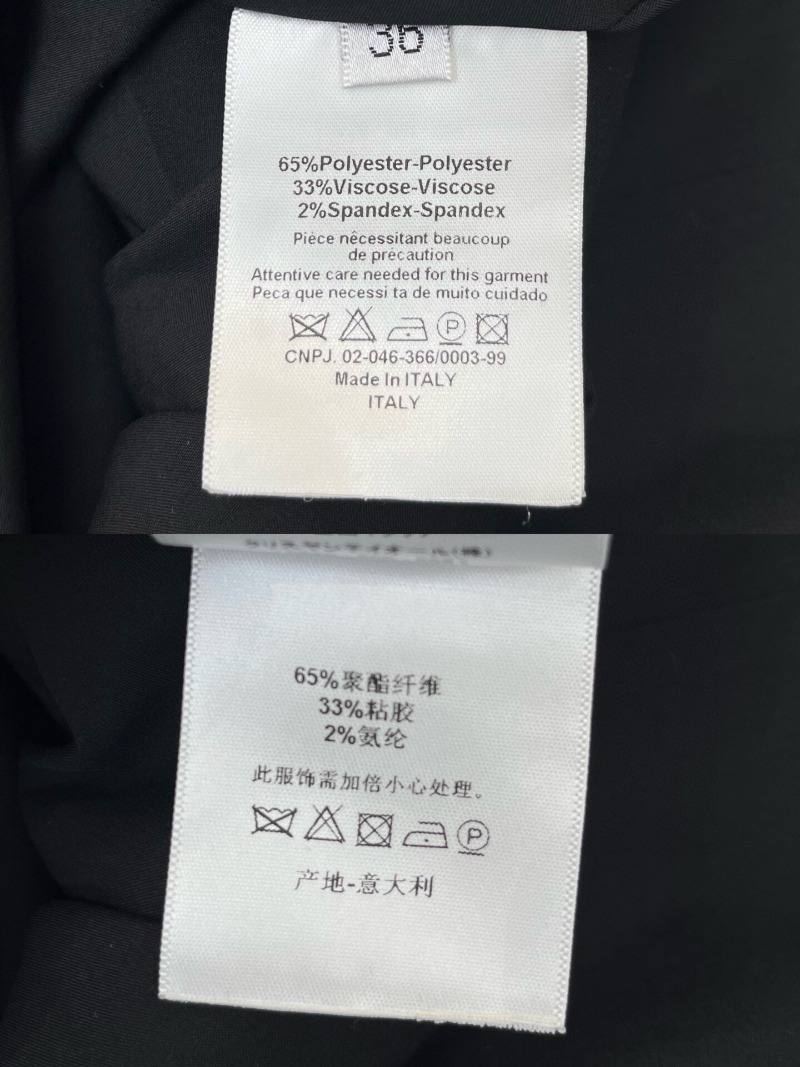 36
65%Polyester-Polyester
33%Viscose-Viscose
2%Spandex-Spandex
Pièce nêcessitant beaucoup
de prècaution
Attentive care needed for this garment
Peca que necessi ta de muito cuidado
P
CNPJ. 02-046-366/0003-99
Made In ITALY
ITALY
65%聚酯纤维
33%粘胶
2%氨纶
此服饰需加倍小心处理。
P
产地-意大利